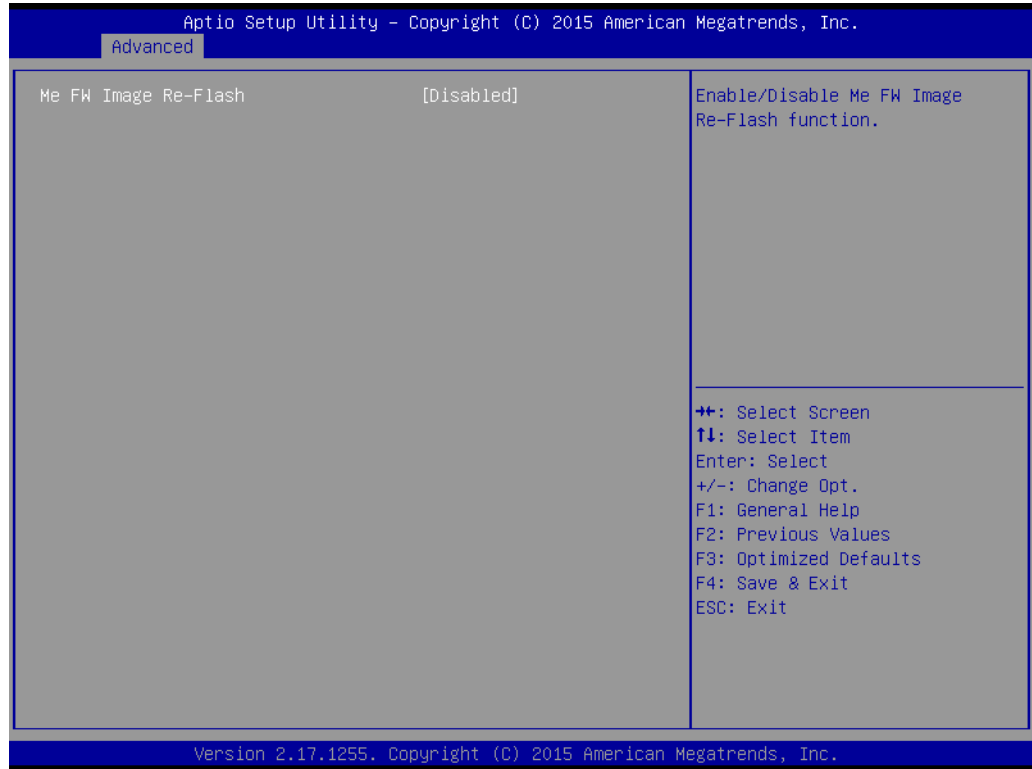 Aptio Setup Utility – Copyright (C) 2015 American Megatrends, Inc.
Advanced
Me FW Image Re-Flash [Disabled]
Enable/Disable Me FW Image
Re-Flash function.
→←: Select Screen
↑↓: Select Item
Enter: Select
+/-: Change Opt.
F1: General Help
F2: Previous Values
F3: Optimized Defaults
F4: Save & Exit
ESC: Exit
Version 2.17.1255. Copyright (C) 2015 American Megatrends, Inc.